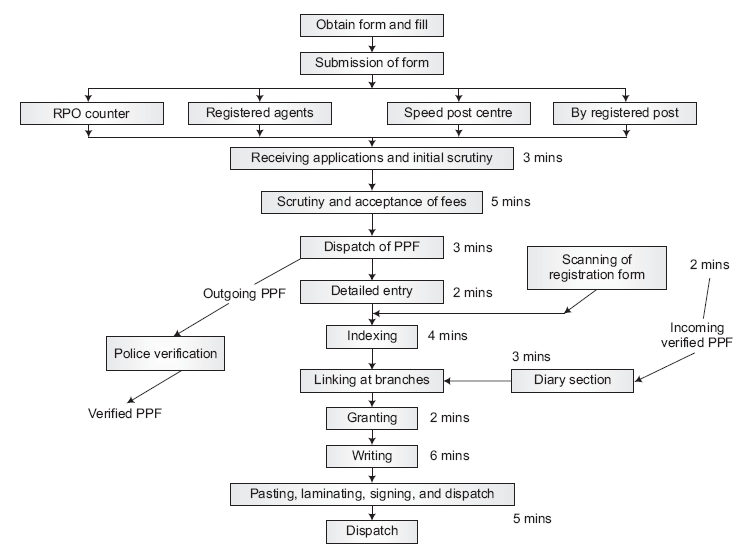 Obtain form and fill
Submission of form
RPO counter
Registered agents
Speed post centre
By registered post
Receiving applications and initial scrutiny
3 mins
Scrutiny and acceptance of fees
5 mins
Dispatch of PPF
3 mins
Scanning of
registration form
2 mins
Outgoing PPF
Detailed entry
2 mins
Indexing
4 mins
Incoming
verified PPF
Police verification
3 mins
Linking at branches
Diary section
Verified PPF
Granting
2 mins
Writing
6 mins
Pasting, laminating, signing, and dispatch
5 mins
Dispatch